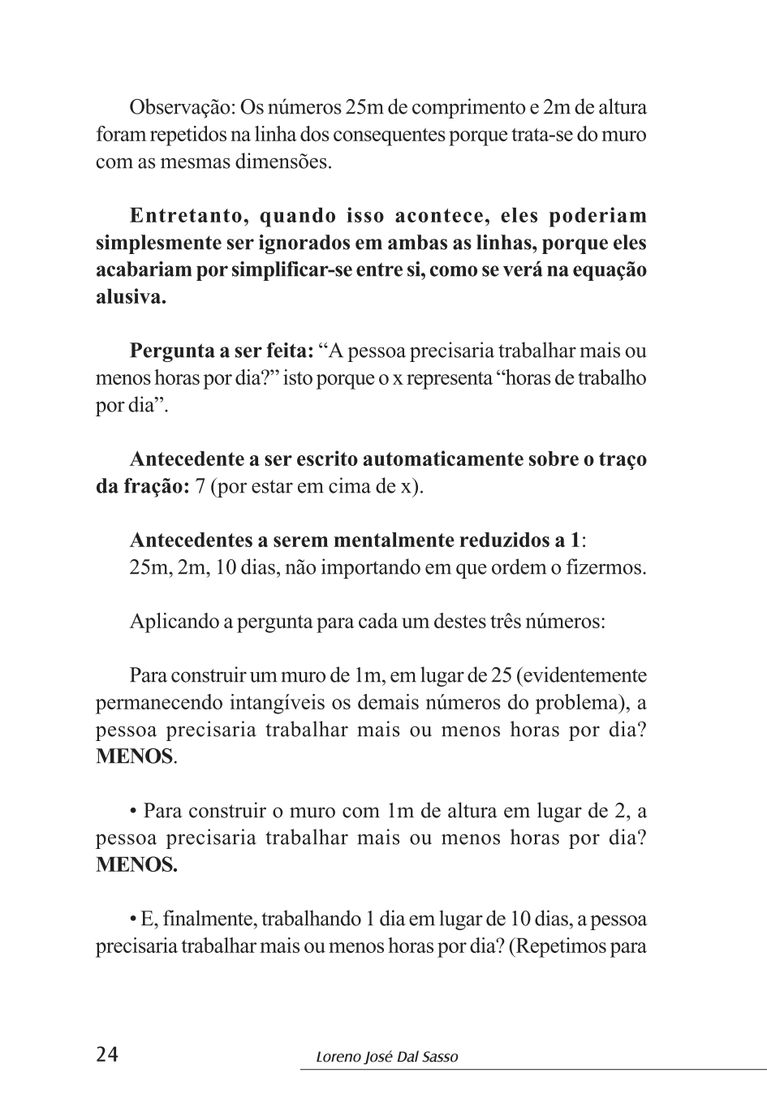 Observação: Os números 25m de comprimento e 2m de altura
foram repetidos na linha dos consequentes porque trata-se do muro
com as mesmas dimensões.
Entretanto, quando isso acontece, eles poderiam
simplesmente ser ignorados em ambas as linhas, porque eles
acabariam por simplificar-se entre si, como se verá na equação
alusiva.
Pergunta a ser feita: “A pessoa precisaria trabalhar mais ou
menos horas por dia?” isto porque o x representa “horas de trabalho
por dia”.
Antecedente a ser escrito automaticamente sobre o traço
da fração: 7 (por estar em cima de x).
Antecedentes a serem mentalmente reduzidos a 1:
25m, 2m, 10 dias, não importando em que ordem o fizermos.
Aplicando a pergunta para cada um destes três números:
Para construir um muro de 1m, em lugar de 25 (evidentemente
permanecendo intangíveis os demais números do problema), a
pessoa precisaria trabalhar mais ou menos horas por dia?
MENOS.
• Para construir o muro com 1m de altura em lugar de 2, a
pessoa precisaria trabalhar mais ou menos horas por dia?
MENOS.
• E, finalmente, trabalhando 1 dia em lugar de 10 dias, a pessoa
precisaria trabalhar mais ou menos horas por dia? (Repetimos para
24
Loreno José Dal Sasso